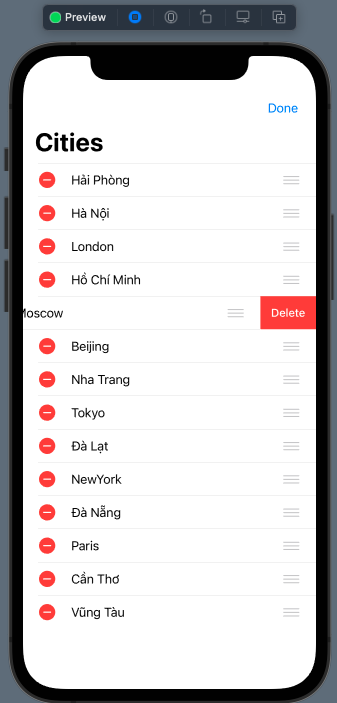 Preview
Done
Cities
Hải Phòng
Hà Nội
London
Hồ Chí Minh
Moscow Delete
Beijing
Nha Trang
Tokyo
Đà Lạt
NewYork
Đà Nẵng
Paris
Cần Thơ
Vũng Tàu